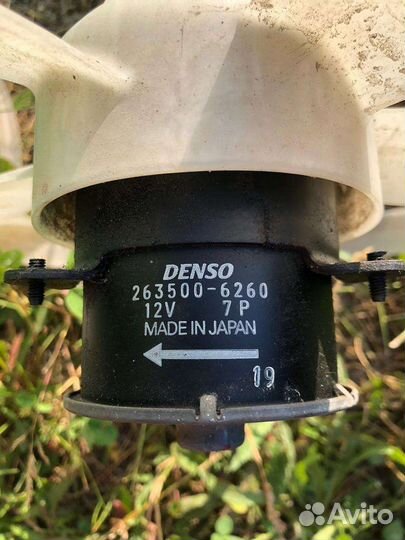 DENSO
263500-6260
12V 7P
MADE IN JAPAN
19
Avito